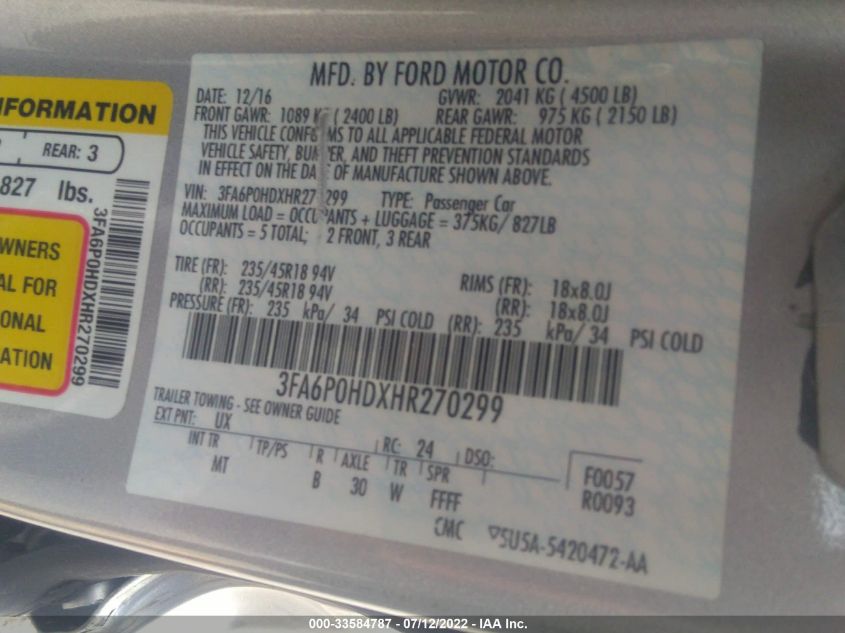 MFD. BY FORD MOTOR CO.
DATE: 12/16 GVWR: 2041 KG ( 4500 LB)
FRONT GAWR: 1089 KG ( 2400 LB) REAR GAWR: 975 KG ( 2150 LB)
THIS VEHICLE CONFORMS TO ALL APPLICABLE FEDERAL MOTOR
VEHICLE SAFETY, BUMPER, AND THEFT PREVENTION STANDARDS
IN EFFECT ON THE DATE OF MANUFACTURE SHOWN ABOVE.
VIN: 3FA6P0HDXHR270299 TYPE: Passenger Car
MAXIMUM LOAD = OCCUPANTS + LUGGAGE = 375KG/ 827LB
OCCUPANTS = 5 TOTAL; 2 FRONT, 3 REAR
TIRE (FR): 235/45R18 94V RIMS (FR): 18x8.0J
(RR): 235/45R18 94V (RR): 18x8.0J
PRESSURE (FR): 235 kPa/ 34 PSI COLD (RR): 235 kPa/ 34 PSI COLD
3FA6P0HDXHR270299
TRAILER TOWING - SEE OWNER GUIDE
EXT PNT: UX RC: 24 DSO:
INT TR TP/PS R AXLE TR SPR F0057
MT B 30 W FFFF R0093
CMC ▽SU5A-5420472-AA
NFORMATION
REAR: 3
827 lbs.
3FA6P0HDXHR270299
WNERS
AL FOR
ONAL
ATION
000-33584787 - 07/12/2022 - IAA Inc.